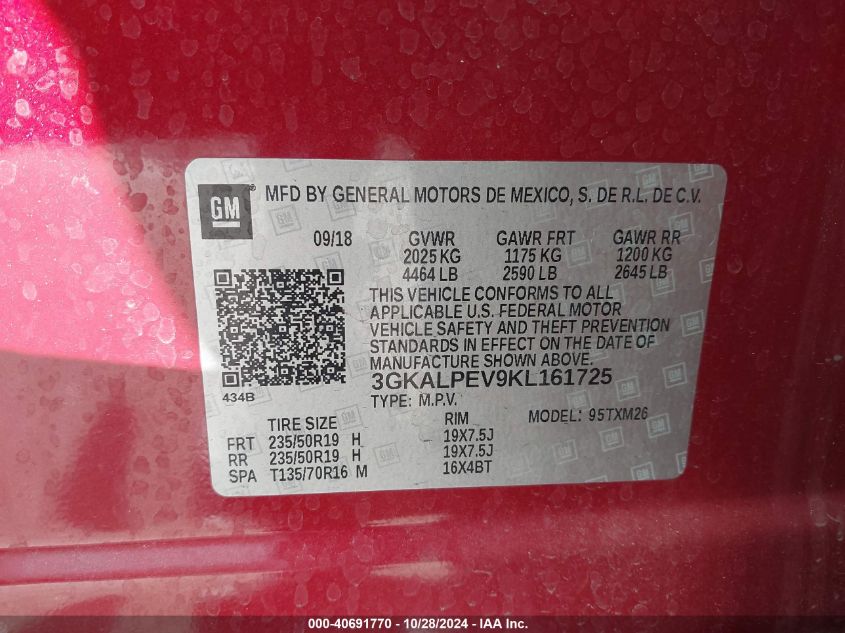 GM® MFD BY GENERAL MOTORS DE MEXICO, S. DE R.L. DE C.V.
09/18 GVWR GAWR FRT GAWR RR
2025 KG 1175 KG 1200 KG
4464 LB 2590 LB 2645 LB
THIS VEHICLE CONFORMS TO ALL
APPLICABLE U.S. FEDERAL MOTOR
VEHICLE SAFETY AND THEFT PREVENTION
STANDARDS IN EFFECT ON THE DATE OF
MANUFACTURE SHOWN ABOVE.
3GKALPEV9KL161725
434B TYPE: M.P.V. MODEL: 95TXM26
TIRE SIZE RIM
FRT 235/50R19 H 19X7.5J
RR 235/50R19 H 19X7.5J
SPA T135/70R16 M 16X4BT
000-40691770 - 10/28/2024 - IAAI.com